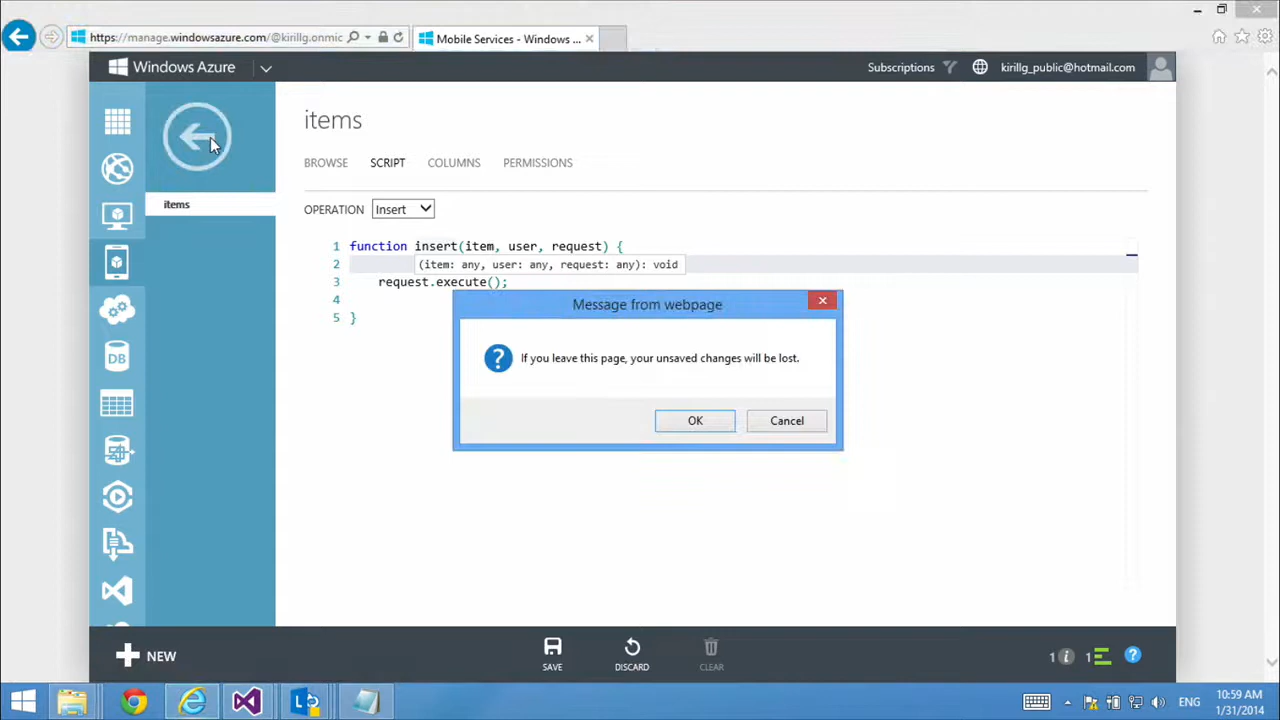 https://manage.windowsazure.com/@kirillg.onmic
Mobile Services - Windows ...
Windows Azure
Subscriptions
kirillg_public@hotmail.com
items
BROWSE SCRIPT COLUMNS PERMISSIONS
items
OPERATION Insert
1 function insert(item, user, request) {
2 (item: any, user: any, request: any): void
3 request.execute();
4
5 }
Message from webpage
If you leave this page, your unsaved changes will be lost.
OK Cancel
DB
NEW
SAVE
DISCARD
CLEAR
1 i 1
?
ENG
10:59 AM
1/31/2014